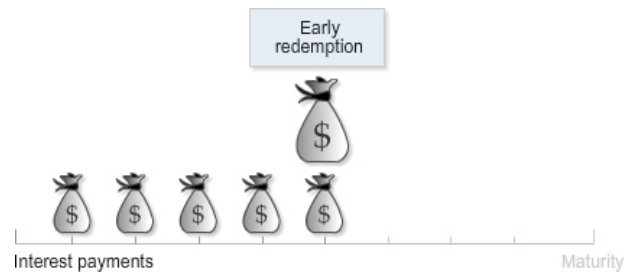 Early
redemption
$
$ $ $ $ $
Interest payments Maturity